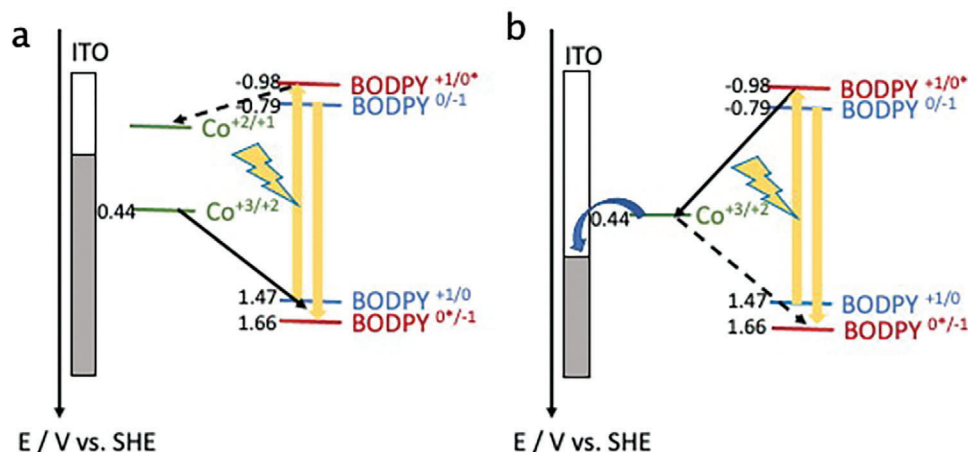 a
ITO
-0.98
BODPY +1/0*
-0.79
BODPY 0/-1
Co+2/+1
0.44
Co+3/+2
1.47
BODPY +1/0
1.66
BODPY 0*/-1
E / V vs. SHE
b
ITO
-0.98
BODPY +1/0*
-0.79
BODPY 0/-1
0.44
Co+3/+2
1.47
BODPY +1/0
1.66
BODPY 0*/-1
E / V vs. SHE